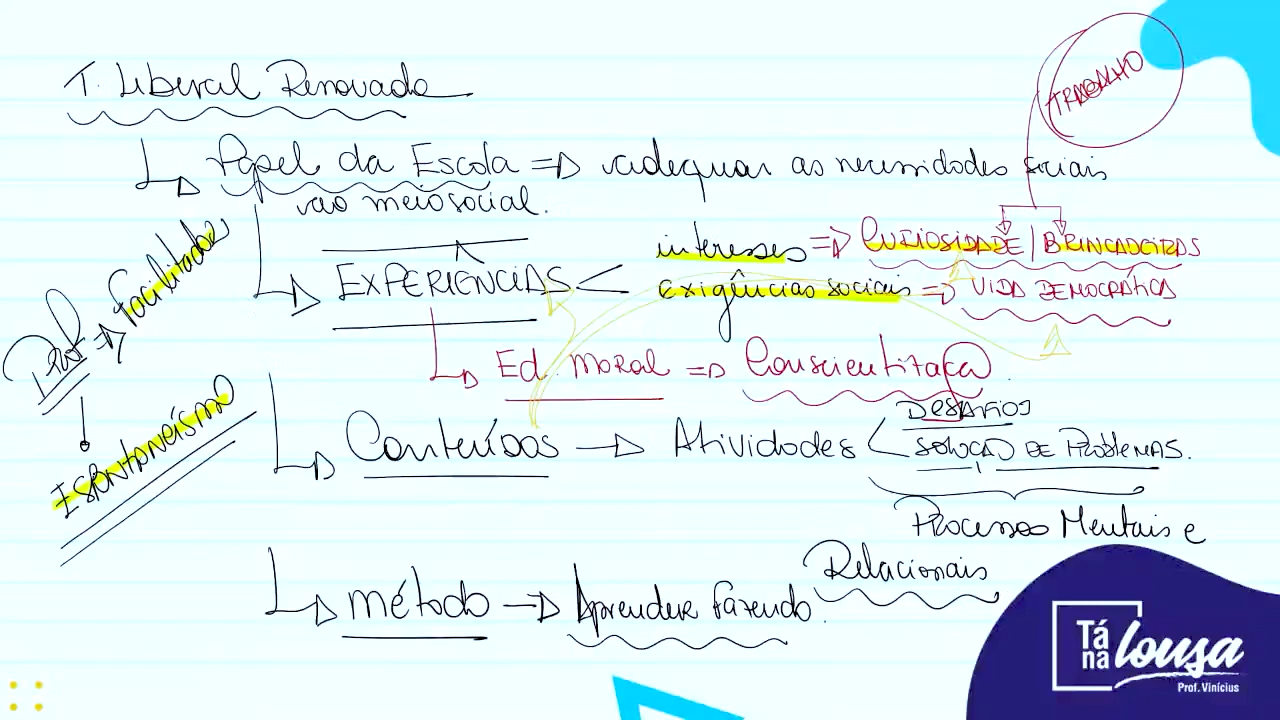 T. Liberal Renovada
TRABALHO
Papel da Escola ⇒ adequar as necessidades sociais
ao meio social.
Prof ⇒ Facilitador
EXPERIENCIAS < interesses ⇒ CURIOSIDADE | BRINCADEIRAS
exigências sociais ⇒ VIDA DEMOCRÁTICA
Ed. MORAL ⇒ Conscientizaçã
ESPONTANEÍSMO
Conteúdos → Atividades < DESAFIOS
SOLUÇÃO DE PROBLEMAS.
Processos Mentais e
Relacionais
método → Aprender fazendo.
Tá
na lousa
Prof. Vinícius